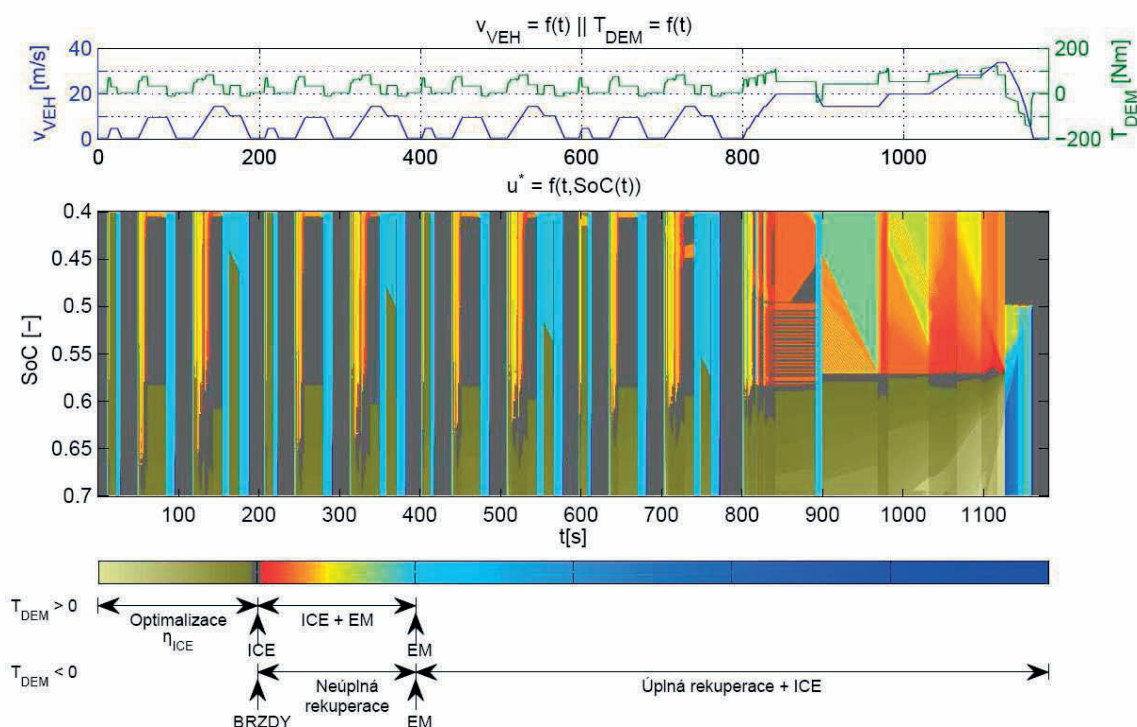 v_VEH = f(t) || T_DEM = f(t)
40
20
0
v_VEH [m/s]
200
0
−200
T_DEM [Nm]
0 200 400 600 800 1000
u* = f(t,SoC(t))
0.4
0.45
0.5
0.55
0.6
0.65
0.7
SoC [−]
100 200 300 400 500 600 700 800 900 1000 1100
t[s]
T_DEM > 0
Optimalizace
η_ICE
ICE + EM
ICE
EM
T_DEM < 0
Neúplná
rekuperace
Úplná rekuperace + ICE
BRZDY
EM